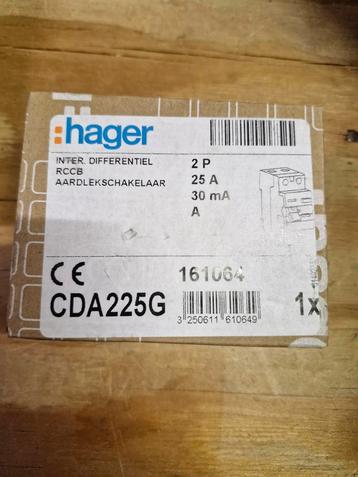 :hager
INTER. DIFFERENTIEL 2 P
RCCB 25 A
AARDLEKSCHAKELAAR 30 mA
A
CE 161064
CDA225G 1x
3 250611 610649